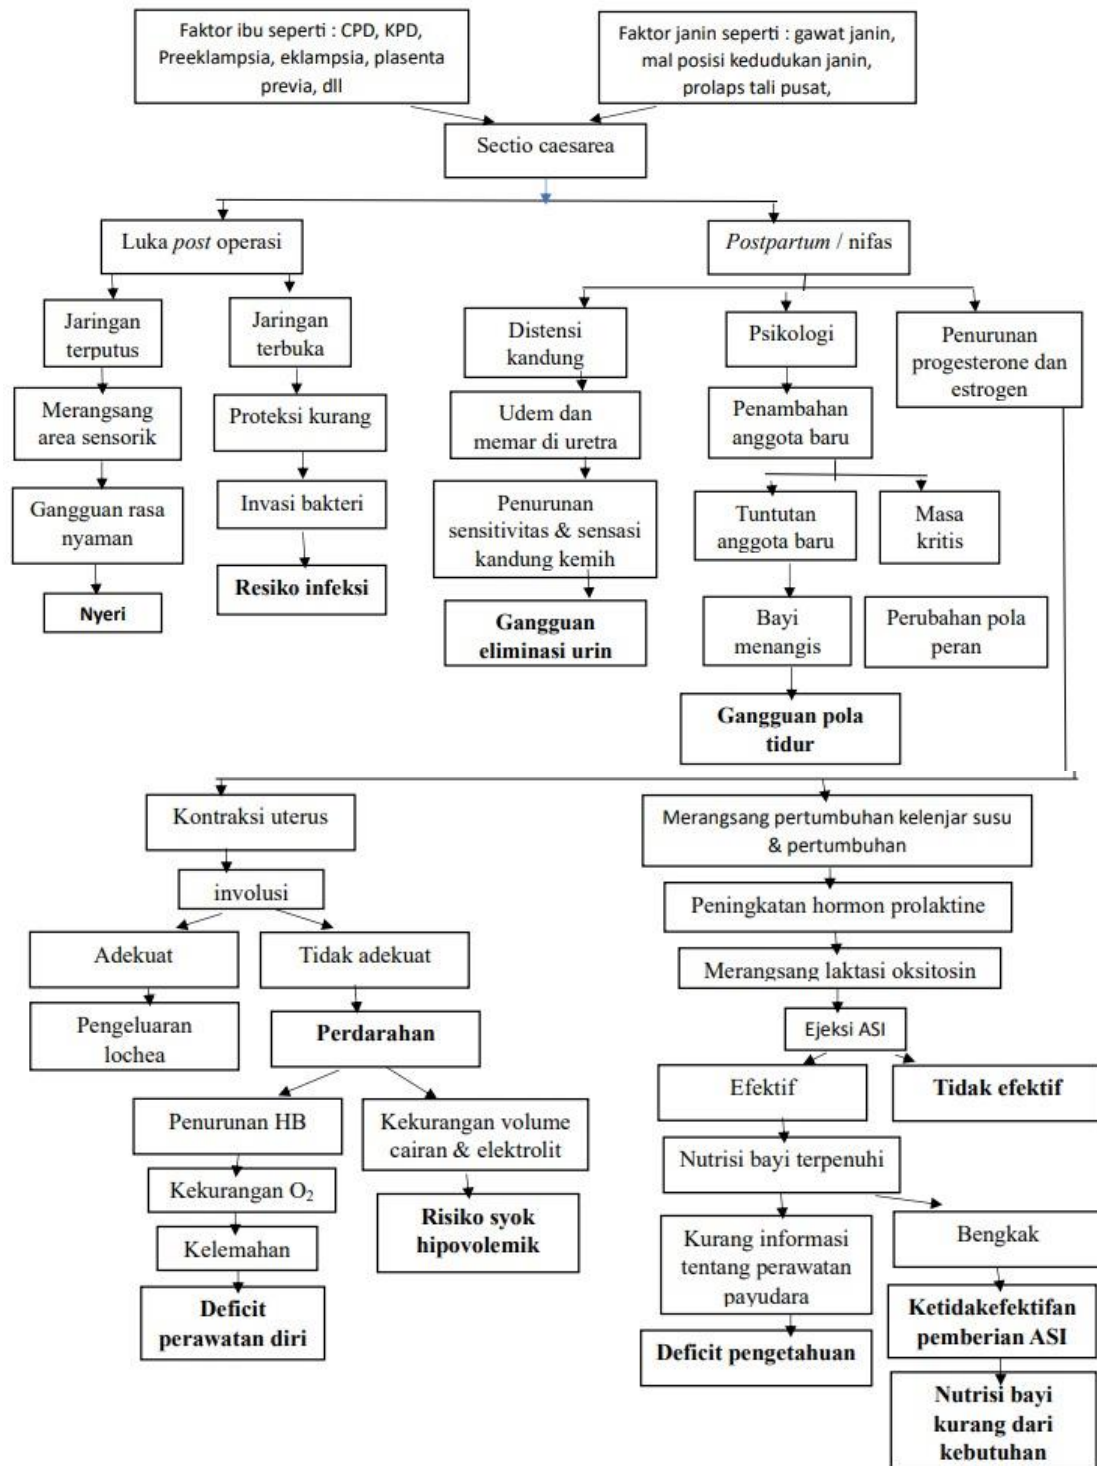 Faktor ibu seperti : CPD, KPD,
Preeklampsia, eklampsia, plasenta
previa, dll
Faktor janin seperti : gawat janin,
mal posisi kedudukan janin,
prolaps tali pusat,
Sectio caesarea
Luka post operasi
Postpartum / nifas
Jaringan
terputus
Jaringan
terbuka
Distensi
kandung
Psikologi
Penurunan
progesterone dan
estrogen
Merangsang
area sensorik
Proteksi kurang
Udem dan
memar di uretra
Penambahan
anggota baru
Gangguan rasa
nyaman
Invasi bakteri
Penurunan
sensitivitas & sensasi
kandung kemih
Tuntutan
anggota baru
Masa
kritis
Nyeri
Resiko infeksi
Gangguan
eliminasi urin
Bayi
menangis
Perubahan pola
peran
Gangguan pola
tidur
Kontraksi uterus
Merangsang pertumbuhan kelenjar susu
& pertumbuhan
involusi
Peningkatan hormon prolaktine
Adekuat
Tidak adekuat
Merangsang laktasi oksitosin
Pengeluaran
lochea
Perdarahan
Ejeksi ASI
Efektif
Tidak efektif
Penurunan HB
Kekurangan volume
cairan & elektrolit
Nutrisi bayi terpenuhi
Kekurangan O₂
Risiko syok
hipovolemik
Kurang informasi
tentang perawatan
payudara
Bengkak
Kelemahan
Deficit
perawatan diri
Deficit pengetahuan
Ketidakefektifan
pemberian ASI
Nutrisi bayi
kurang dari
kebutuhan